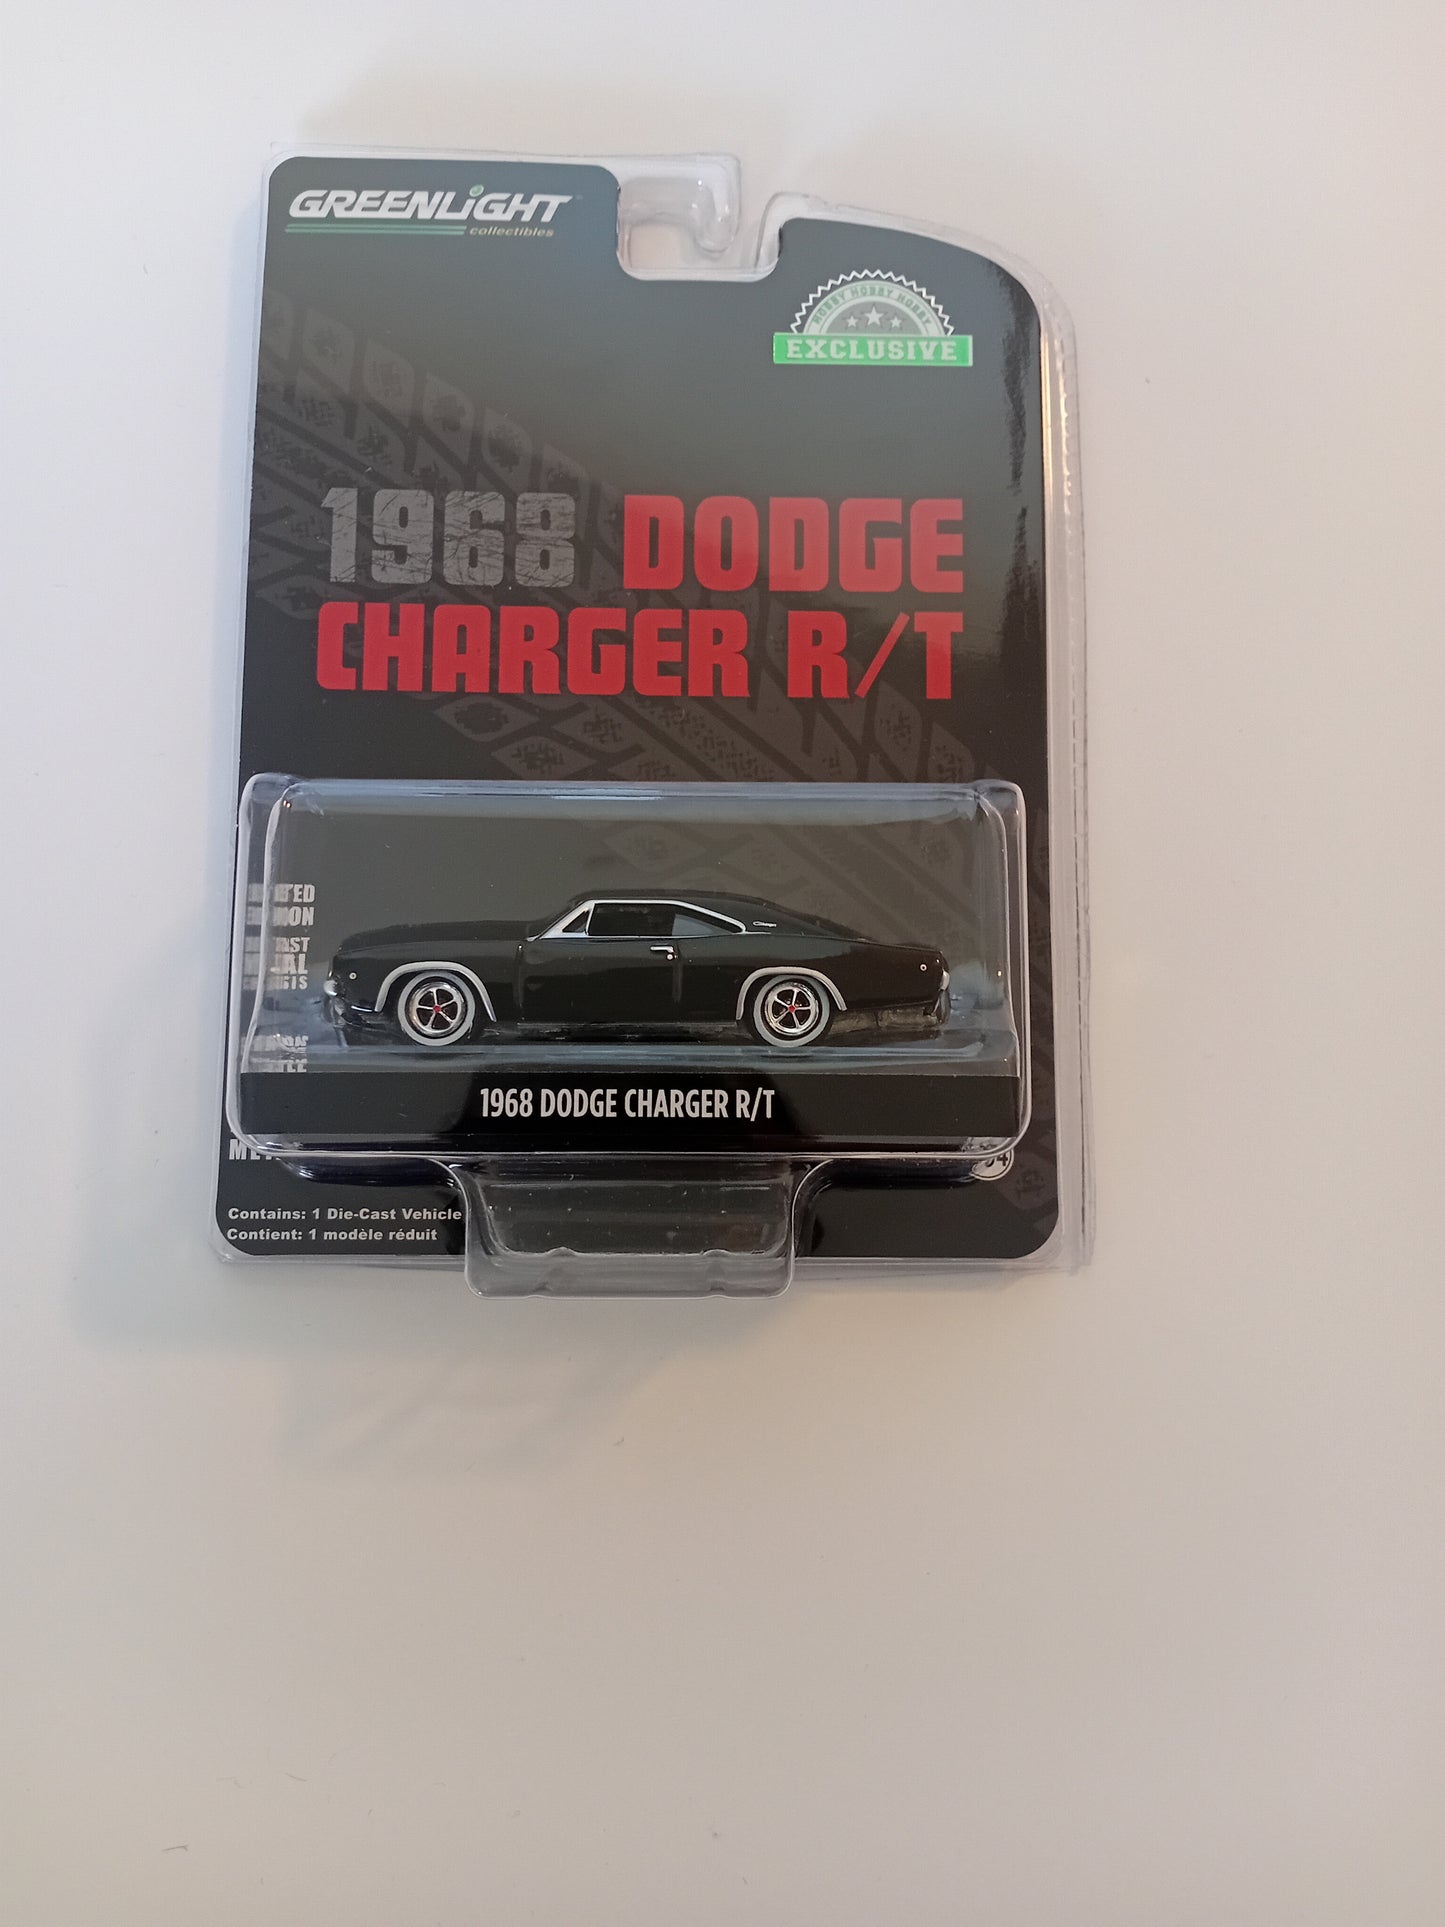 GREENLiGHT
collectibles
HOBBY HOBBY HOBBY
EXCLUSIVE
1968 DODGE
CHARGER R/T
Charger
1968 DODGE CHARGER R/T
Contains: 1 Die-Cast Vehicle
Contient: 1 modèle réduit